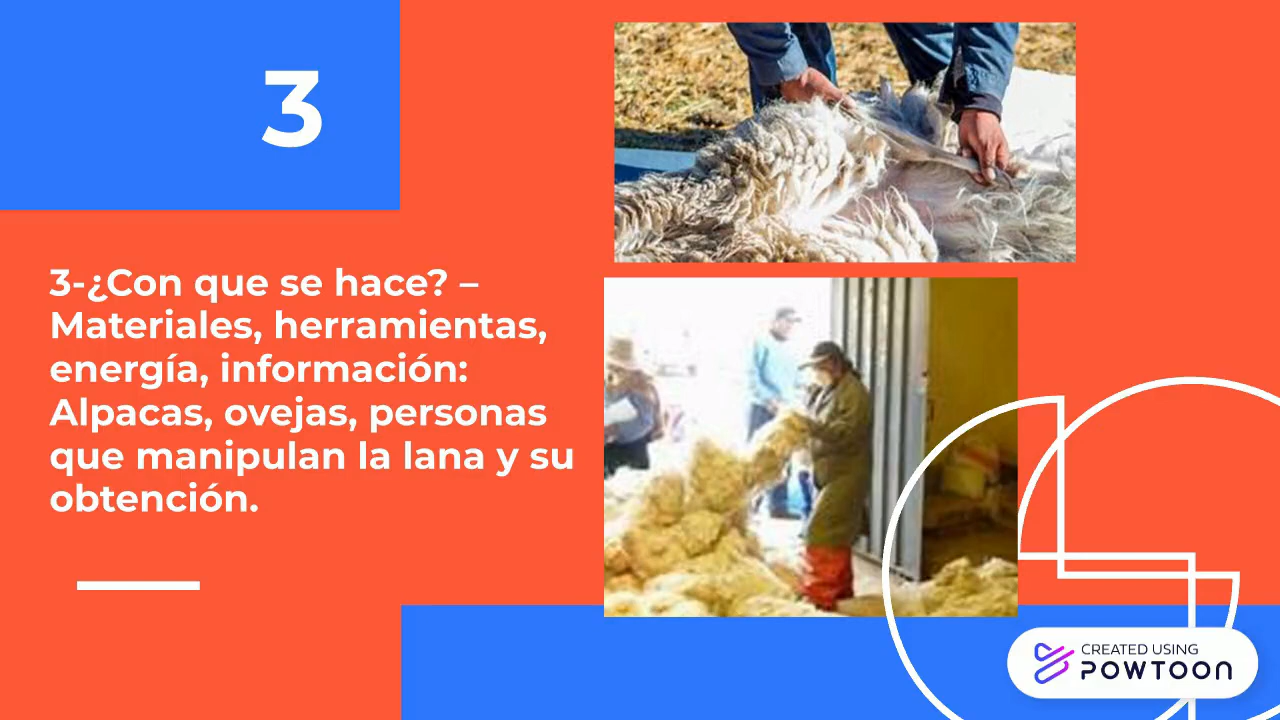 3
3-¿Con que se hace? –
Materiales, herramientas,
energía, información:
Alpacas, ovejas, personas
que manipulan la lana y su
obtención.
CREATED USING
POWTOON